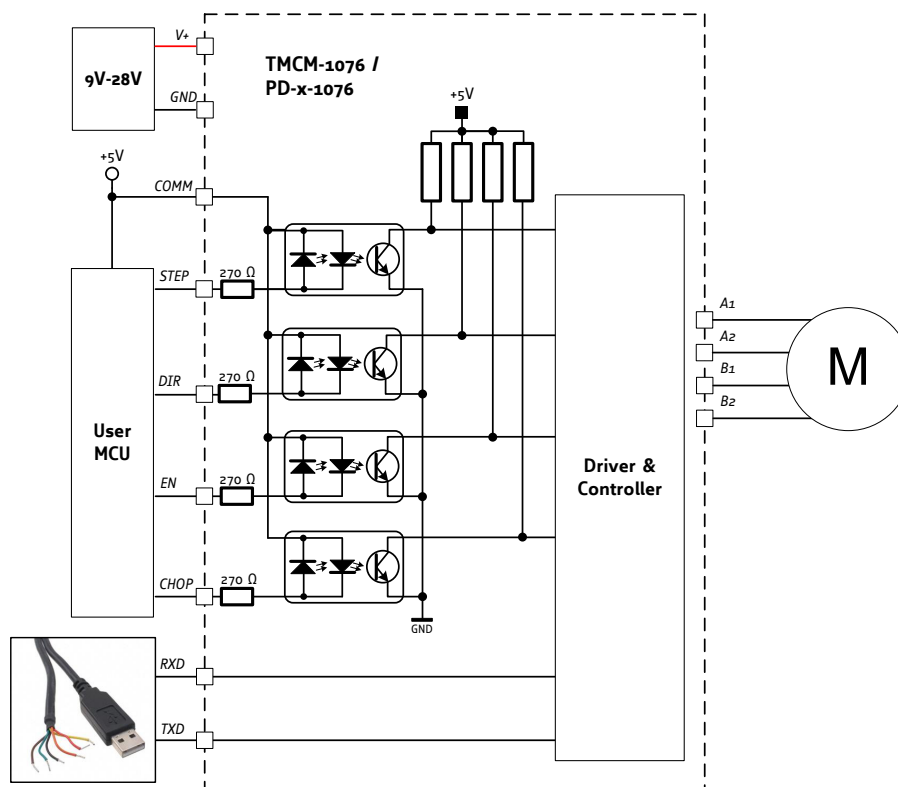 V+
9V-28V
GND
TMCM-1076 /
PD-x-1076
+5V
+5V
COMM
STEP
270 Ω
DIR
270 Ω
User
MCU
EN
270 Ω
CHOP
270 Ω
GND
Driver &
Controller
A1
A2
B1
B2
M
RXD
TXD